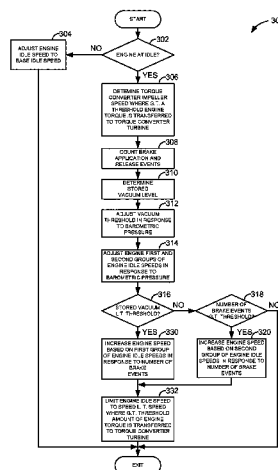 START
30
302
ENGINE AT IDLE?
NO
YES
304
ADJUST ENGINE
IDLE SPEED TO
BASE IDLE SPEED
306
DETERMINE TORQUE
CONVERTER IMPELLER
SPEED WHERE G.T. A
THRESHOLD ENGINE
TORQUE IS TRANSFERRED
TO TORQUE CONVERTER
TURBINE
308
COUNT BRAKE
APPLICATION AND
RELEASE EVENTS
310
DETERMINE
STORED
VACUUM LEVEL
312
ADJUST VACUUM
THRESHOLD IN RESPONSE
TO BAROMETRIC
PRESSURE
314
ADJUST ENGINE FIRST AND
SECOND GROUPS OF
ENGINE IDLE SPEEDS IN
RESPONSE TO
BAROMETRIC PRESSURE
316
STORED VACUUM
L.T. THRESHOLD?
NO
YES
318
NUMBER OF
BRAKE EVENTS
THRESHOLD?
NO
YES
330
INCREASE ENGINE SPEED
BASED ON FIRST GROUP
OF ENGINE IDLE SPEEDS IN
RESPONSE TO NUMBER OF
BRAKE
EVENTS
320
INCREASE ENGINE SPEED
BASED ON SECOND
GROUP OF ENGINE IDLE
SPEEDS IN RESPONSE TO
NUMBER OF BRAKE
EVENTS
332
LIMIT ENGINE IDLE SPEED
TO SPEED L.T. SPEED
WHERE G.T. THRESHOLD
AMOUNT OF ENGINE
TORQUE IS TRANSFERRED
TO TORQUE CONVERTER
TURBINE
EXIT